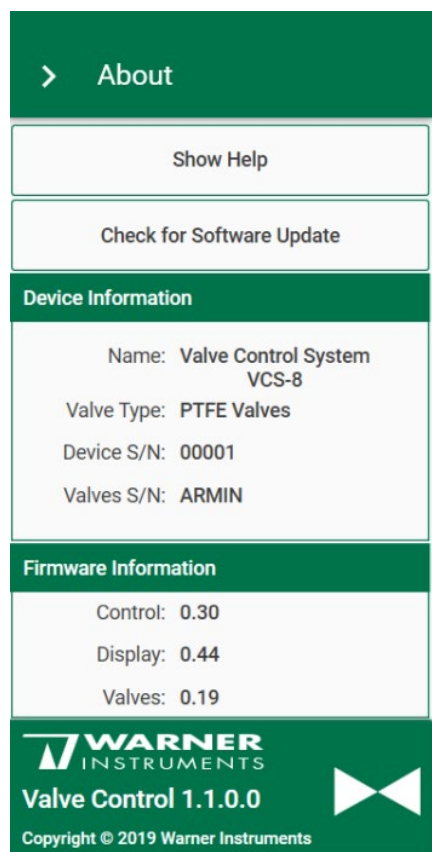 About
Show Help
Check for Software Update
Device Information
Name: Valve Control System
VCS-8
Valve Type: PTFE Valves
Device S/N: 00001
Valves S/N: ARMIN
Firmware Information
Control: 0.30
Display: 0.44
Valves: 0.19
WARNER
INSTRUMENTS
Valve Control 1.1.0.0
Copyright © 2019 Warner Instruments